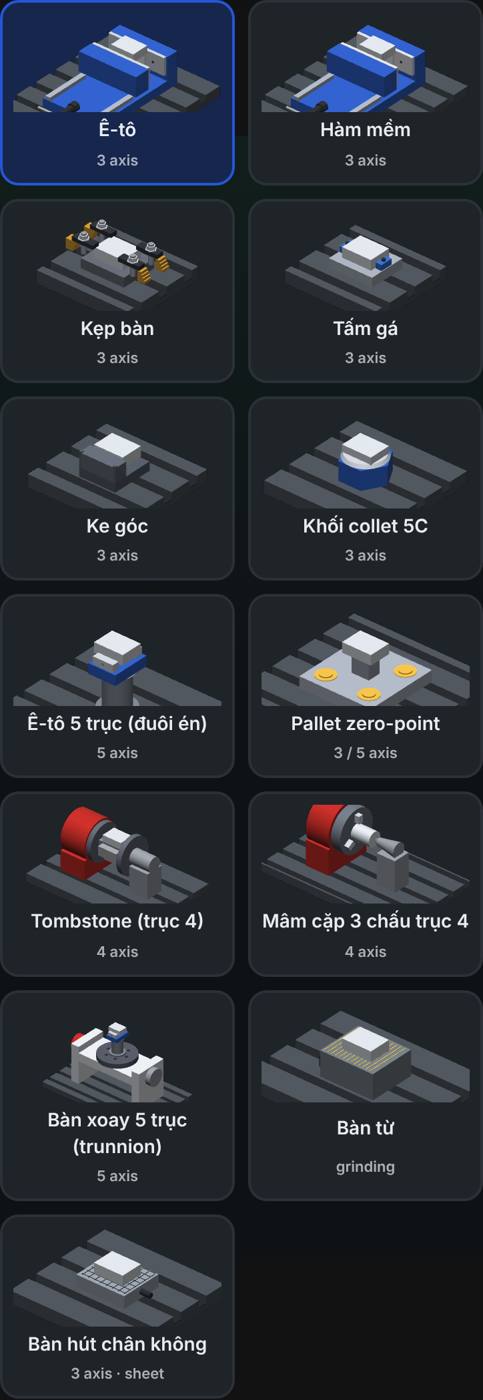 Ê-tô
3 axis
Hàm mềm
3 axis
Kẹp bàn
3 axis
Tấm gá
3 axis
Ke góc
3 axis
Khối collet 5C
3 axis
Ê-tô 5 trục (đuôi én)
5 axis
Pallet zero-point
3 / 5 axis
Tombstone (trục 4)
4 axis
Mâm cặp 3 chấu trục 4
4 axis
Bàn xoay 5 trục
(trunnion)
5 axis
Bàn từ
grinding
Bàn hút chân không
3 axis · sheet